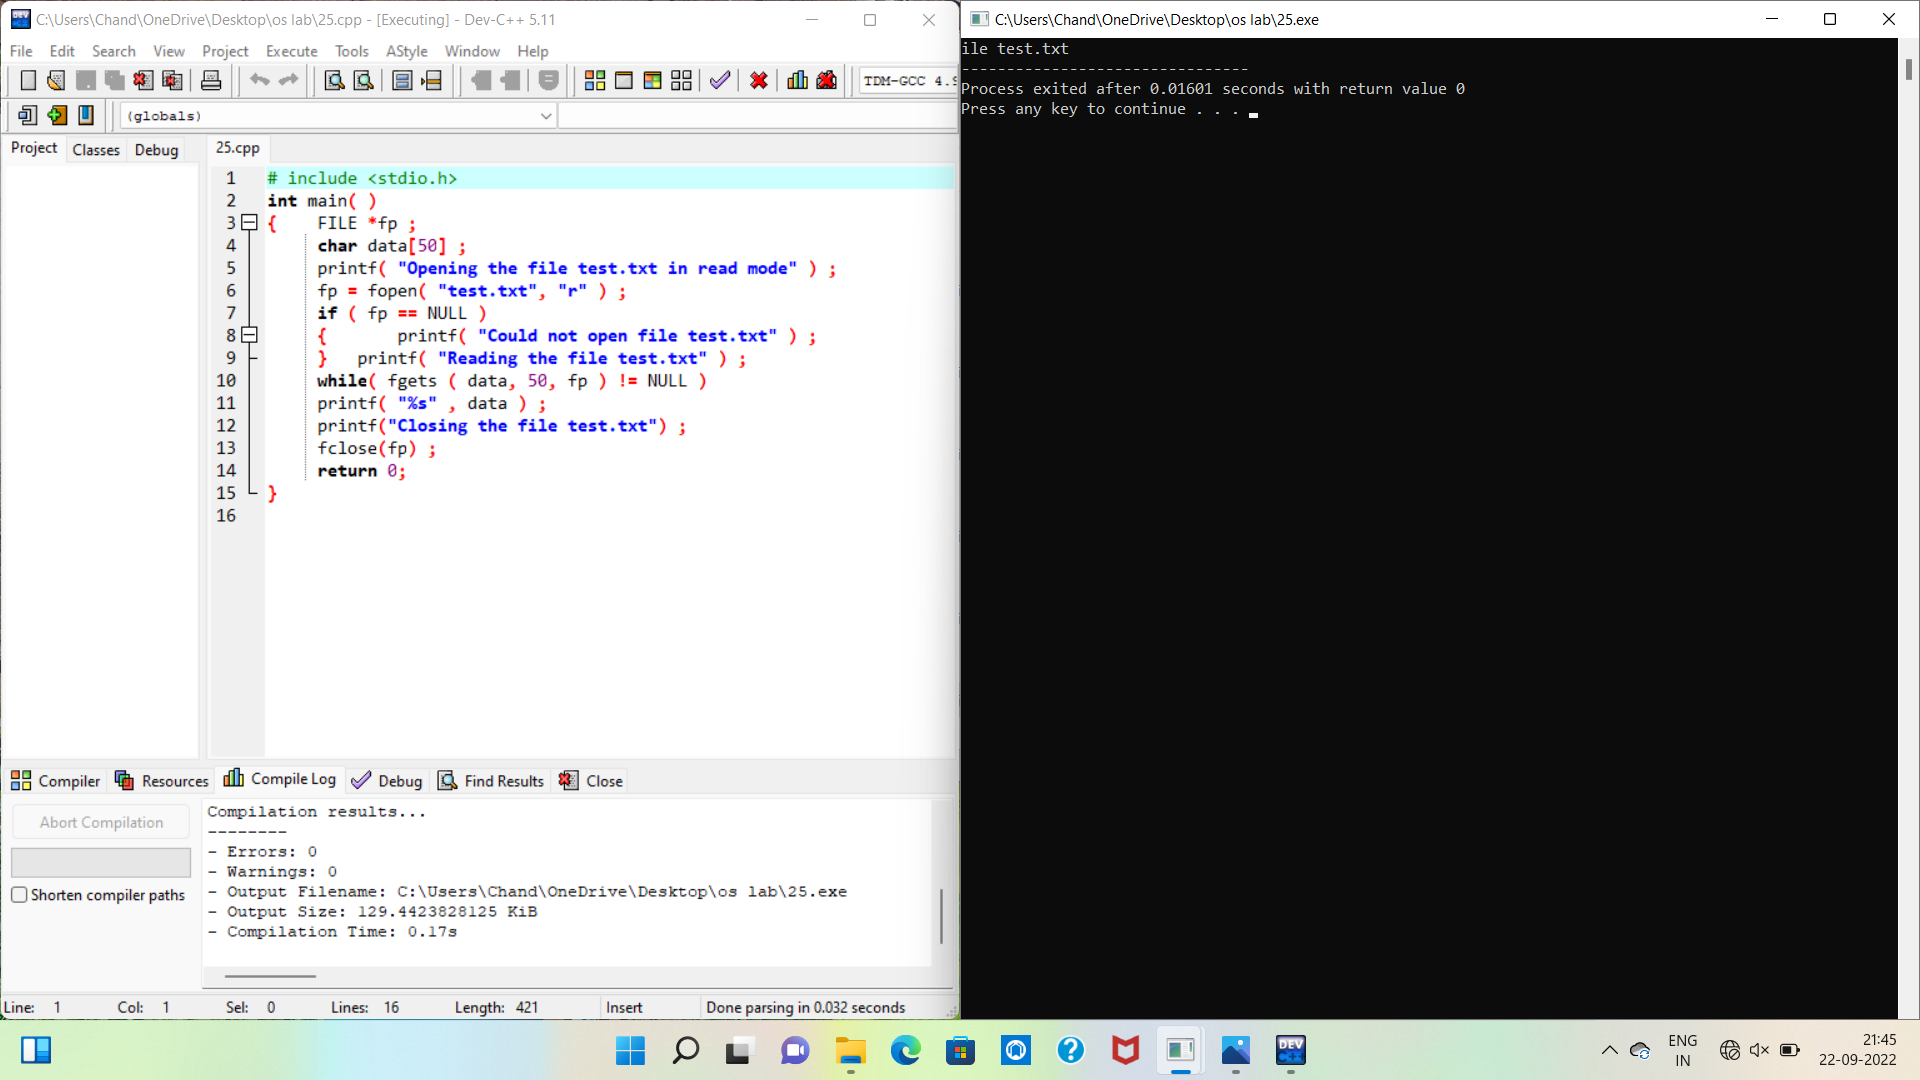 C:\Users\Chand\OneDrive\Desktop\os lab\25.cpp - [Executing] - Dev-C++ 5.11
File Edit Search View Project Execute Tools AStyle Window Help
TDM-GCC 4.9
(globals)
Project Classes Debug
25.cpp
1 # include <stdio.h>
2 int main( )
3 { FILE *fp ;
4 char data[50] ;
5 printf( "Opening the file test.txt in read mode" ) ;
6 fp = fopen( "test.txt", "r" ) ;
7 if ( fp == NULL )
8 { printf( "Could not open file test.txt" ) ;
9 } printf( "Reading the file test.txt" ) ;
10 while( fgets ( data, 50, fp ) != NULL )
11 printf( "%s" , data ) ;
12 printf("Closing the file test.txt") ;
13 fclose(fp) ;
14 return 0;
15 }
16
Compiler Resources Compile Log Debug Find Results Close
Abort Compilation
Shorten compiler paths
Compilation results...
--------
- Errors: 0
- Warnings: 0
- Output Filename: C:\Users\Chand\OneDrive\Desktop\os lab\25.exe
- Output Size: 129.4423828125 KiB
- Compilation Time: 0.17s
Line: 1 Col: 1 Sel: 0 Lines: 16 Length: 421 Insert Done parsing in 0.032 seconds
C:\Users\Chand\OneDrive\Desktop\os lab\25.exe
ile test.txt
--------------------------------
Process exited after 0.01601 seconds with return value 0
Press any key to continue . . .
DEV C++
ENG
IN
21:45
22-09-2022